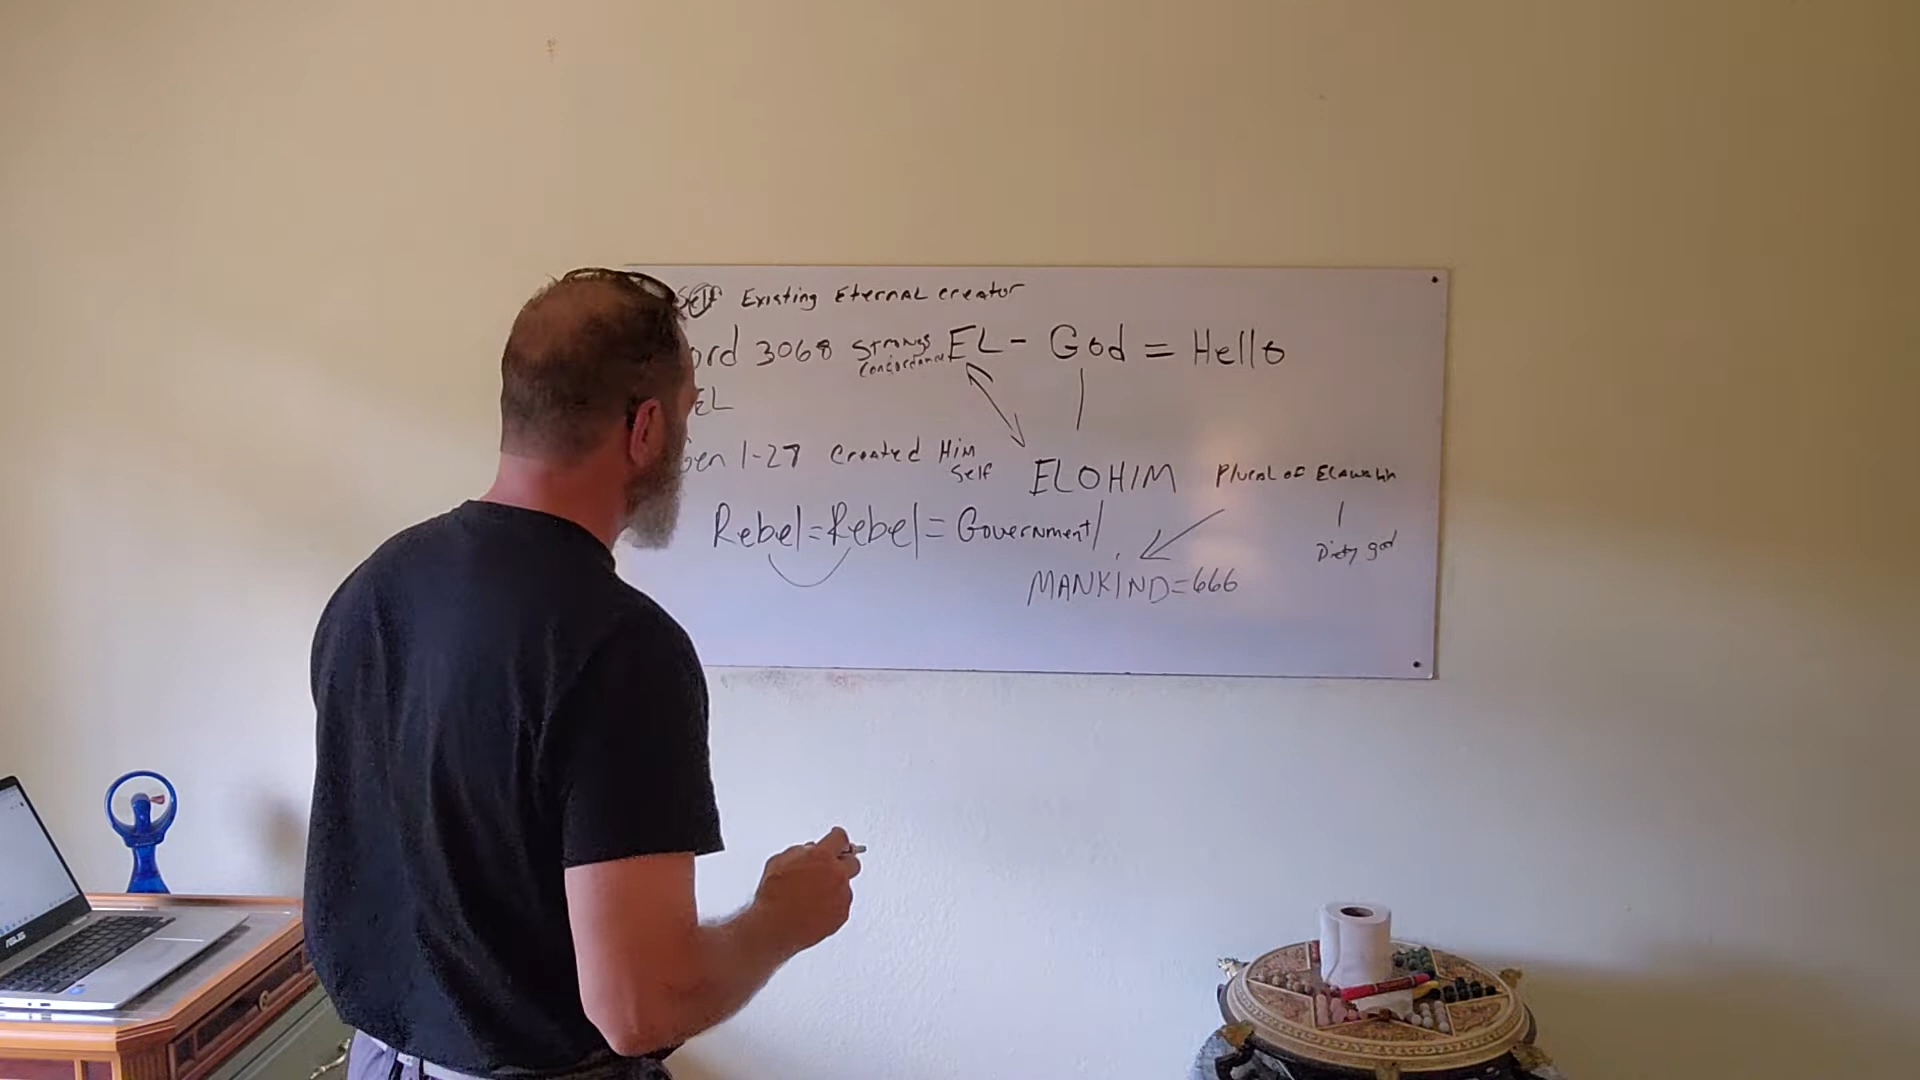 Self Existing Eternal creator
ord 3068 Strongs Concordance EL - God = Hello
EL
Gen 1-27 Created Him Self
ELOHIM Plural of
Rebel = Rebel = Government
Diety god
MANKIND = 666
ASUS